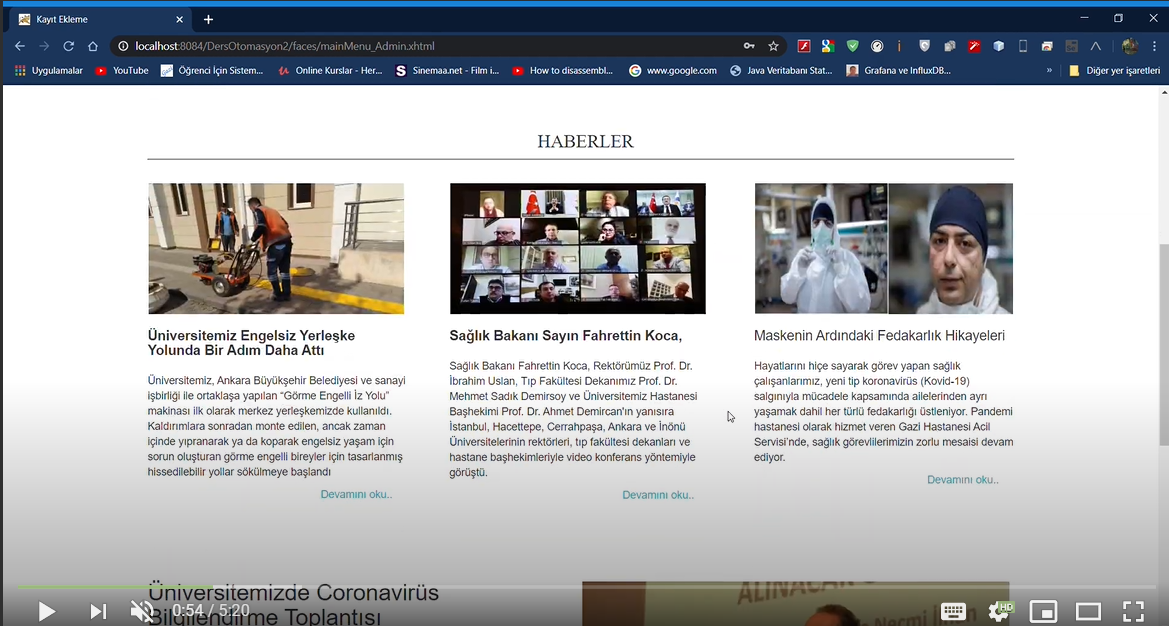 Kayıt Ekleme
localhost:8084/DersOtomasyon2/faces/mainMenu_Admin.xhtml
Uygulamalar
YouTube
Öğrenci İçin Sistem...
Online Kurslar - Her...
Sinemaa.net - Film i...
How to disassembl...
www.google.com
Java Veritabanı Stat...
Grafana ve InfluxDB...
»
Diğer yer işaretleri
HABERLER
Üniversitemiz Engelsiz Yerleşke
Yolunda Bir Adım Daha Attı
Üniversitemiz, Ankara Büyükşehir Belediyesi ve sanayi
işbirliği ile ortaklaşa yapılan “Görme Engelli İz Yolu”
makinası ilk olarak merkez yerleşkemizde kullanıldı.
Kaldırımlara sonradan monte edilen, ancak zaman
içinde yıpranarak ya da koparak engelsiz yaşam için
sorun oluşturan görme engelli bireyler için tasarlanmış
hissedilebilir yollar sökülmeye başlandı
Devamını oku..
Sağlık Bakanı Sayın Fahrettin Koca,
Sağlık Bakanı Fahrettin Koca, Rektörümüz Prof. Dr.
İbrahim Uslan, Tıp Fakültesi Dekanımız Prof. Dr.
Mehmet Sadık Demirsoy ve Üniversitemiz Hastanesi
Başhekimi Prof. Dr. Ahmet Demircan'ın yanısıra
İstanbul, Hacettepe, Cerrahpaşa, Ankara ve İnönü
Üniversitelerinin rektörleri, tıp fakültesi dekanları ve
hastane başhekimleriyle video konferans yöntemiyle
görüştü.
Devamını oku..
Maskenin Ardındaki Fedakarlık Hikayeleri
Hayatlarını hiçe sayarak görev yapan sağlık
çalışanlarımız, yeni tip koronavirüs (Kovid-19)
salgınıyla mücadele kapsamında ailelerinden ayrı
yaşamak dahil her türlü fedakarlığı üstleniyor. Pandemi
hastanesi olarak hizmet veren Gazi Hastanesi Acil
Servisi'nde, sağlık görevlilerimizin zorlu mesaisi devam
ediyor.
Devamını oku..
Üniversitemizde Coronavirüs
Bilgilendirme Toplantısı
ALINACAK
Necmi
0:54 / 5:20
HD